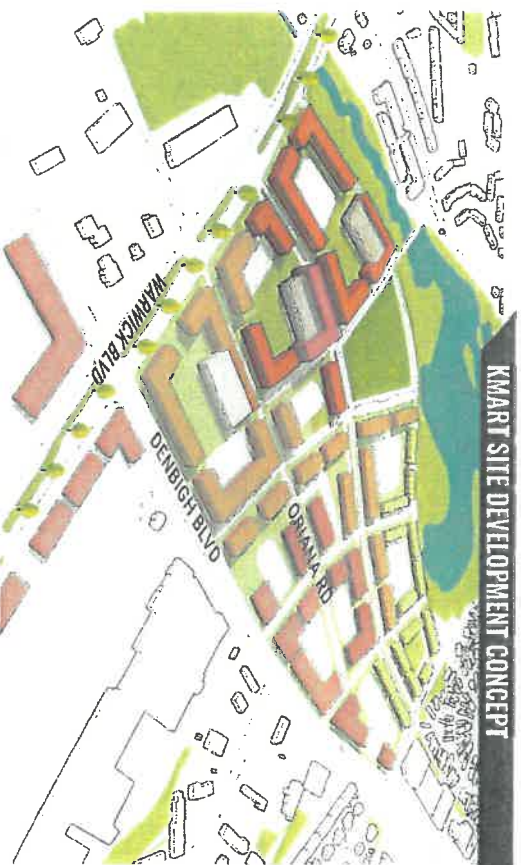 KMART SITE DEVELOPMENT CONCEPT
WARWICK BLVD
DENBIGH BLVD
ORIANA RD